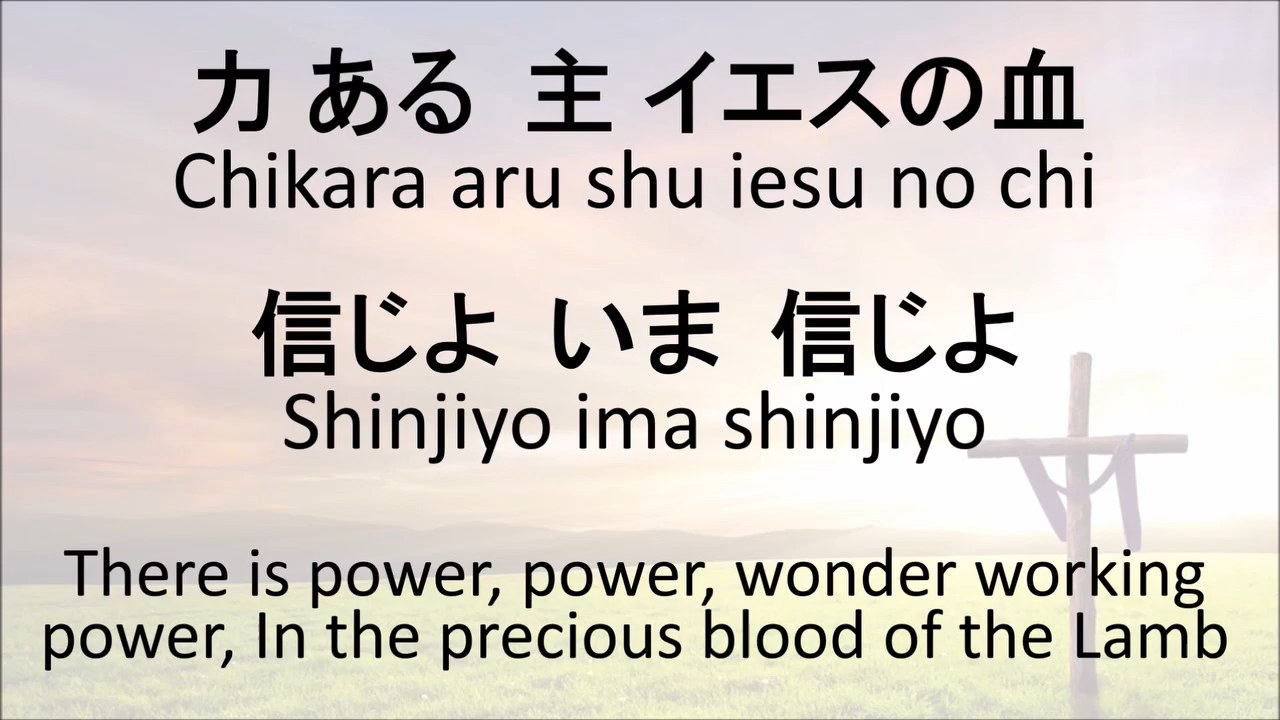 力 ある 主 イエスの血
Chikara aru shu iesu no chi
信じよ いま 信じよ
Shinjiyo ima shinjiyo
There is power, power, wonder working
power, In the precious blood of the Lamb